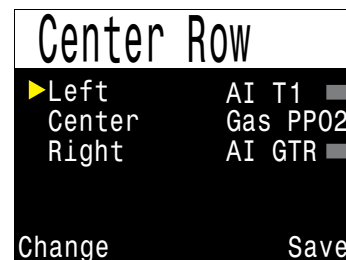 Center Row
Left AI T1
Center Gas PPO2
Right AI GTR
Change Save